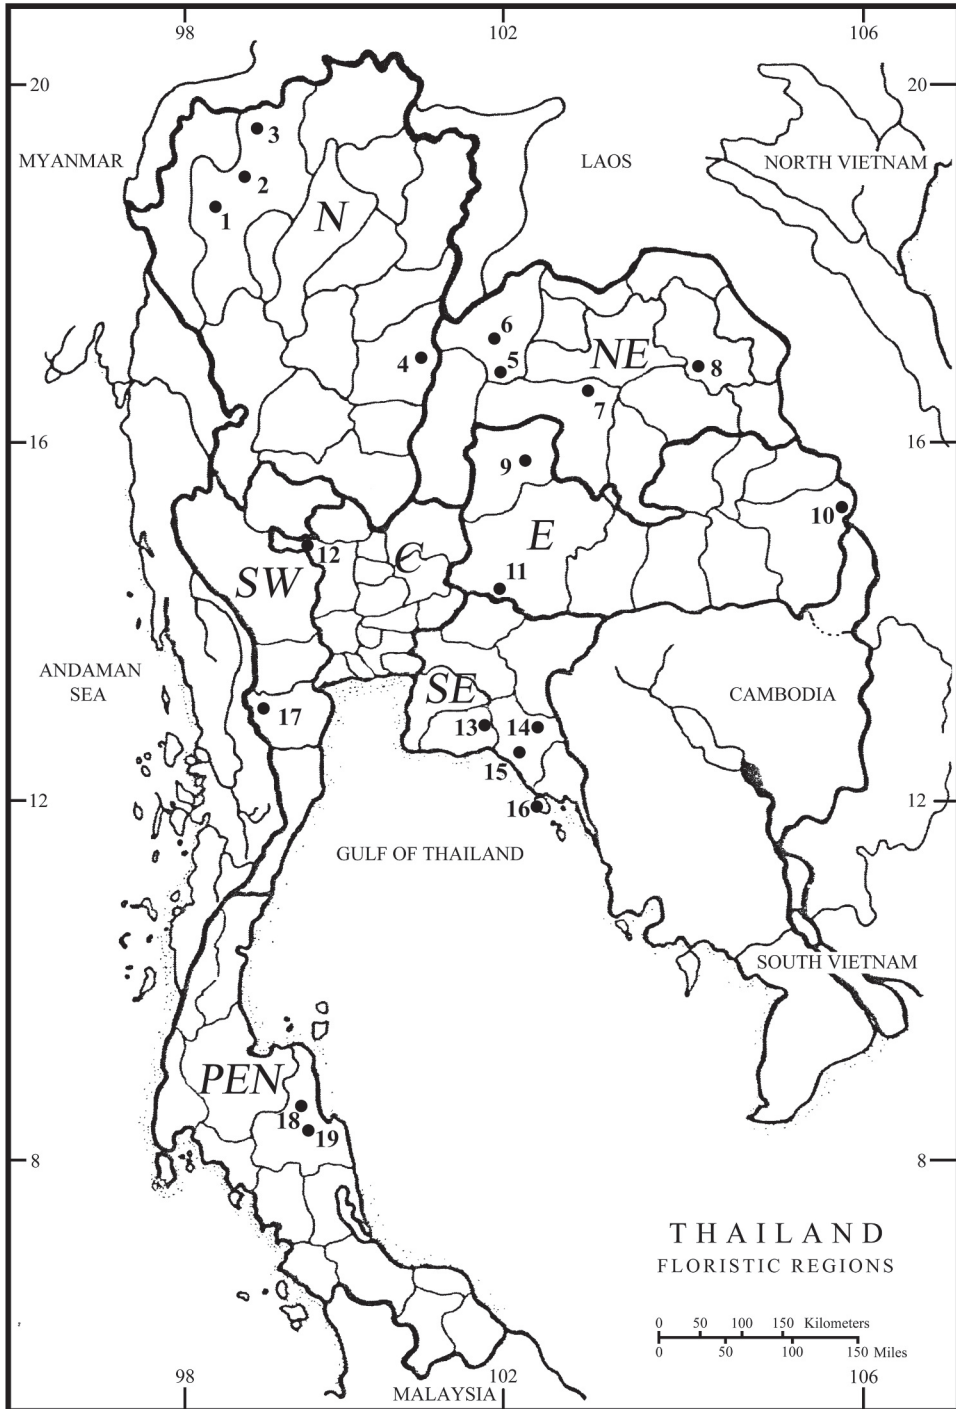 98
102
106
20
20
3
MYANMAR
LAOS
NORTH VIETNAM
2
1
N
6
NE
4
5
8
7
16
16
9
10
E
12
C
SW
11
ANDAMAN
SEA
SE
CAMBODIA
17
13
14
15
12
16
12
GULF OF THAILAND
SOUTH VIETNAM
PEN
18
19
8
8
THAILAND
FLORISTIC REGIONS
0 50 100 150 Kilometers
0 50 100 150 Miles
98
102
106
MALAYSIA